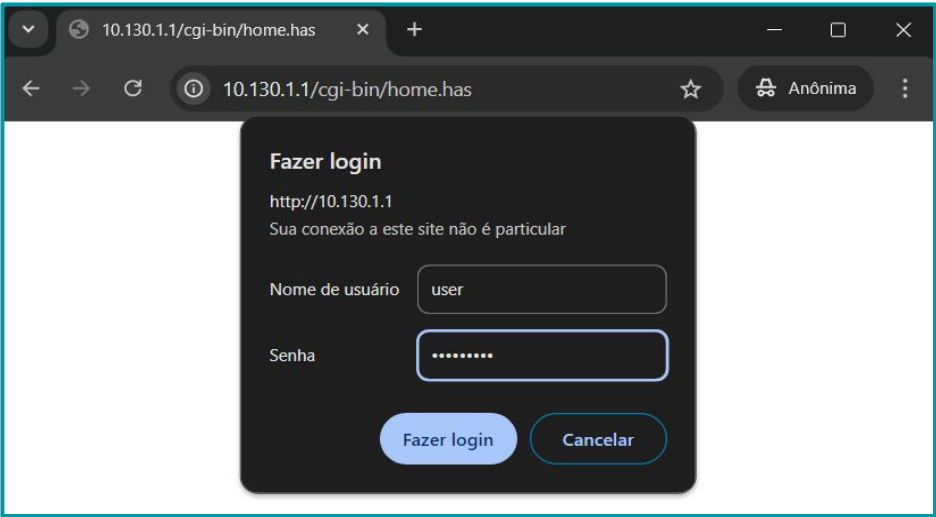 10.130.1.1/cgi-bin/home.has
10.130.1.1/cgi-bin/home.has
Anônima
Fazer login
http://10.130.1.1
Sua conexão a este site não é particular
Nome de usuário user
Senha •••••••••
Fazer login Cancelar